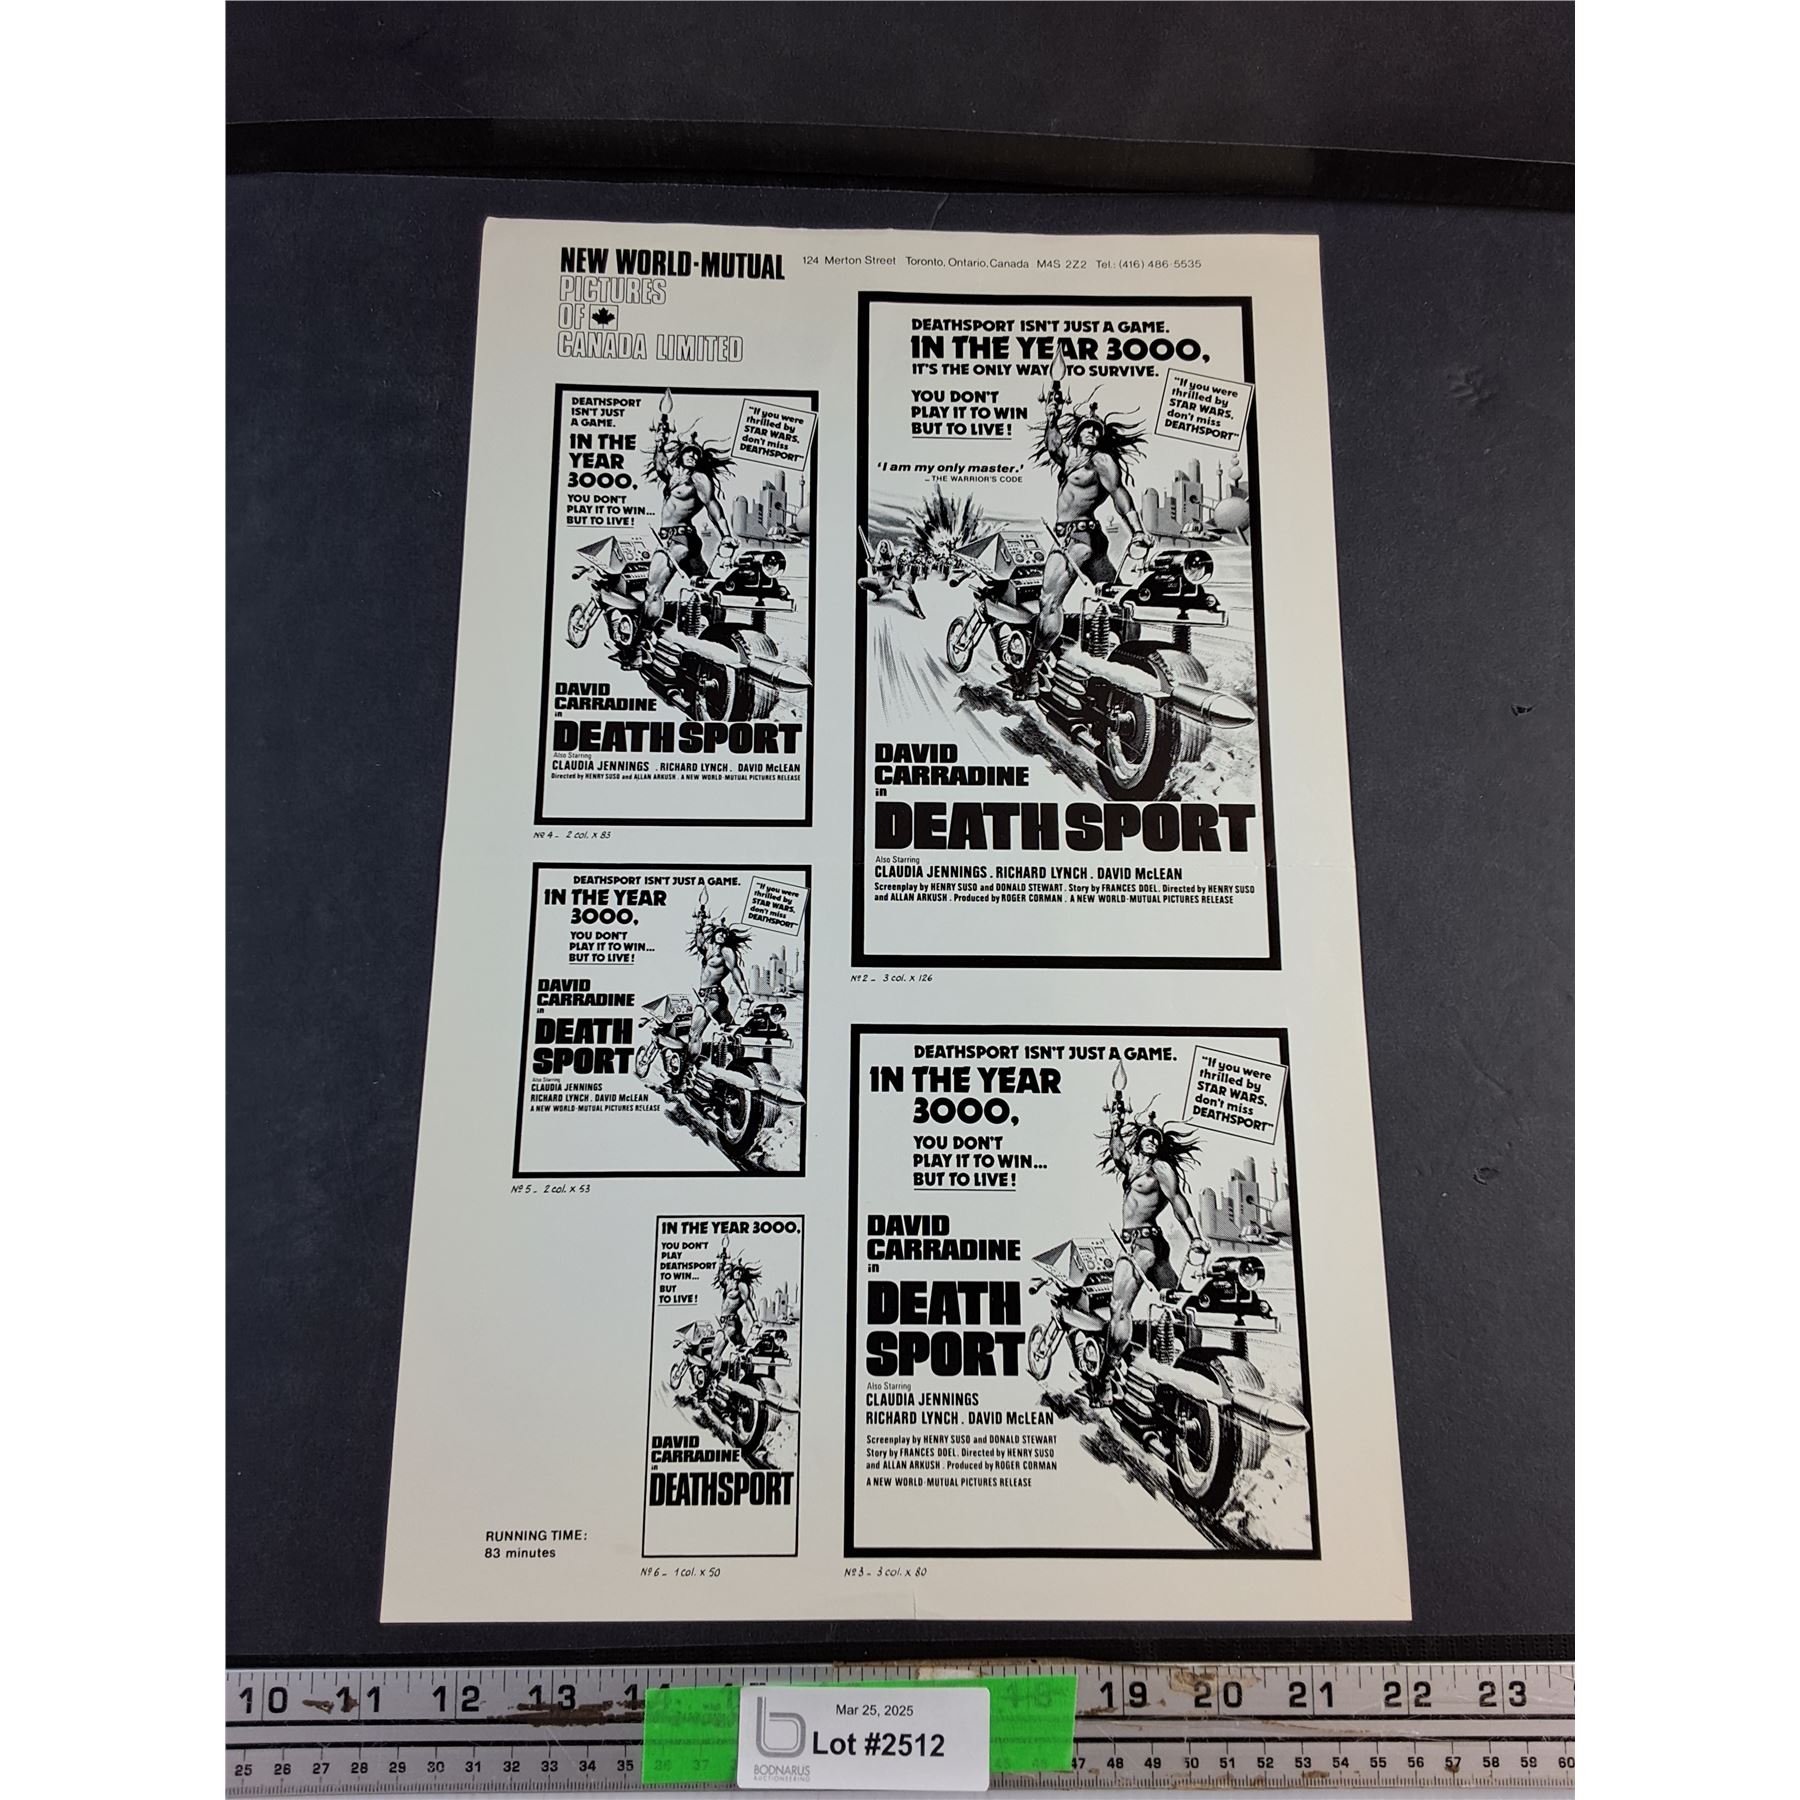 NEW WORLD-MUTUAL
PICTURES
OF
CANADA LIMITED
124 Merton Street Toronto, Ontario, Canada M4S 2Z2 Tel.: (416) 486-5535
DEATHSPORT
ISN'T JUST
A GAME.
IN THE
YEAR
3000,
YOU DON'T
PLAY IT TO WIN...
BUT TO LIVE!
"If you were
thrilled by
STAR WARS,
don't miss
DEATHSPORT"
DAVID
CARRADINE
in
DEATHSPORT
Also Starring
CLAUDIA JENNINGS . RICHARD LYNCH . DAVID McLEAN
Directed by HENRY SUSO and ALLAN ARKUSH . A NEW WORLD-MUTUAL PICTURES RELEASE
Nº 4 - 2 col. x 83
DEATHSPORT ISN'T JUST A GAME.
IN THE YEAR 3000,
IT'S THE ONLY WAY TO SURVIVE.
YOU DON'T
PLAY IT TO WIN
BUT TO LIVE!
"If you were
thrilled by
STAR WARS,
don't miss
DEATHSPORT"
'I am my only master.'
- THE WARRIOR'S CODE
DAVID
CARRADINE
in
DEATHSPORT
Also Starring
CLAUDIA JENNINGS . RICHARD LYNCH . DAVID McLEAN
Screenplay by HENRY SUSO and DONALD STEWART . Story by FRANCES DOEL . Directed by HENRY SUSO
and ALLAN ARKUSH . Produced by ROGER CORMAN . A NEW WORLD-MUTUAL PICTURES RELEASE
Nº 2 - 3 col. x 126
DEATHSPORT ISN'T JUST A GAME.
IN THE YEAR
3000,
YOU DON'T
PLAY IT TO WIN...
BUT TO LIVE!
"If you were
thrilled by
STAR WARS,
don't miss
DEATHSPORT"
DAVID
CARRADINE
in
DEATH
SPORT
Also Starring
CLAUDIA JENNINGS
RICHARD LYNCH . DAVID McLEAN
A NEW WORLD-MUTUAL PICTURES RELEASE
Nº 5 - 2 col. x 53
DEATHSPORT ISN'T JUST A GAME.
IN THE YEAR
3000,
YOU DON'T
PLAY IT TO WIN...
BUT TO LIVE!
"If you were
thrilled by
STAR WARS,
don't miss
DEATHSPORT"
DAVID
CARRADINE
in
DEATH
SPORT
Also Starring
CLAUDIA JENNINGS
RICHARD LYNCH . DAVID McLEAN
Screenplay by HENRY SUSO and DONALD STEWART
Story by FRANCES DOEL . Directed by HENRY SUSO
and ALLAN ARKUSH . Produced by ROGER CORMAN
A NEW WORLD-MUTUAL PICTURES RELEASE
Nº 3 - 3 col. x 80
IN THE YEAR 3000,
YOU DON'T
PLAY
DEATHSPORT
TO WIN...
BUT
TO LIVE!
DAVID
CARRADINE
in
DEATHSPORT
Nº 6 - 1 col. x 50
RUNNING TIME:
83 minutes
10 11 12 13 14 18 19 20 21 22 23
Mar 25, 2025
Lot #2512
BODNARUS
AUCTIONEERING
25 26 27 28 29 30 31 32 33 34 35 36 37 45 46 47 48 49 50 51 52 53 54 55 56 57 58 59 60